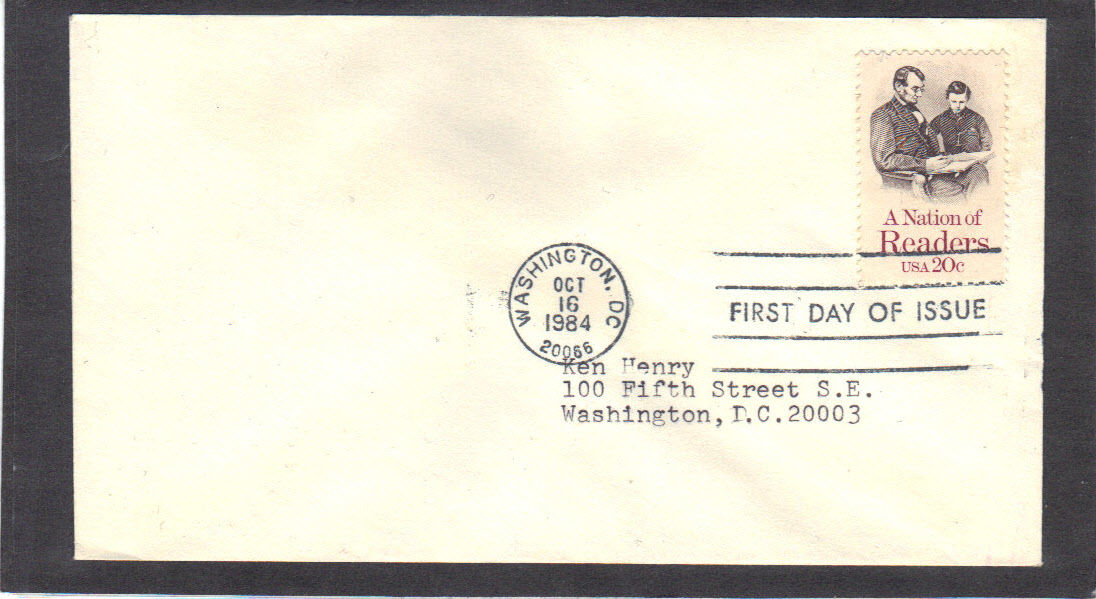 A Nation of
Readers
USA 20c
WASHINGTON, DC
OCT
16
1984
20066
FIRST DAY OF ISSUE
Ken Henry
100 Fifth Street S.E.
Washington,D.C.20003